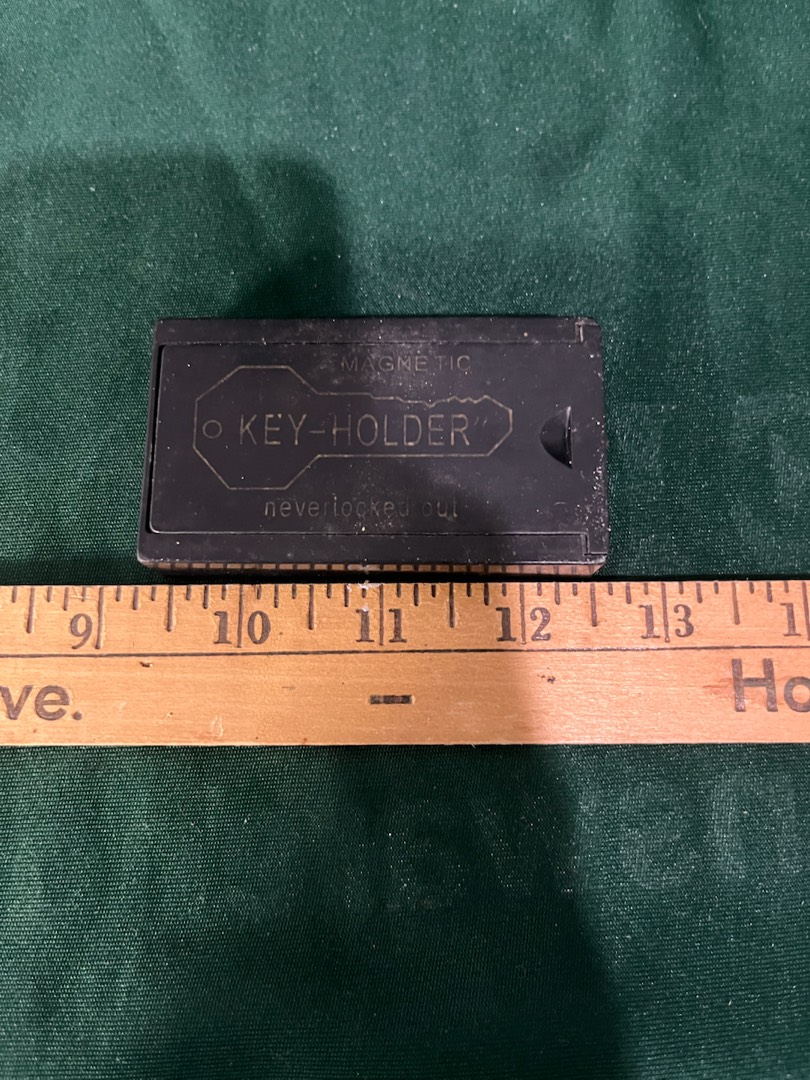 MAGNETIC
KEY-HOLDER
neverlocked out
9 10 11 12 13
ve. - Ho